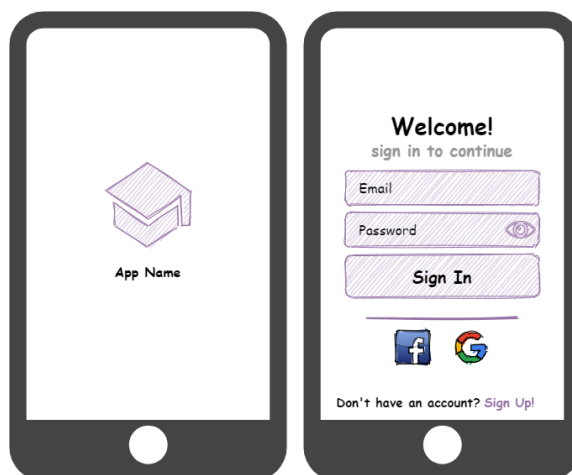 App Name
Welcome!
sign in to continue
Email
Password
Sign In
f G
Don't have an account? Sign Up!